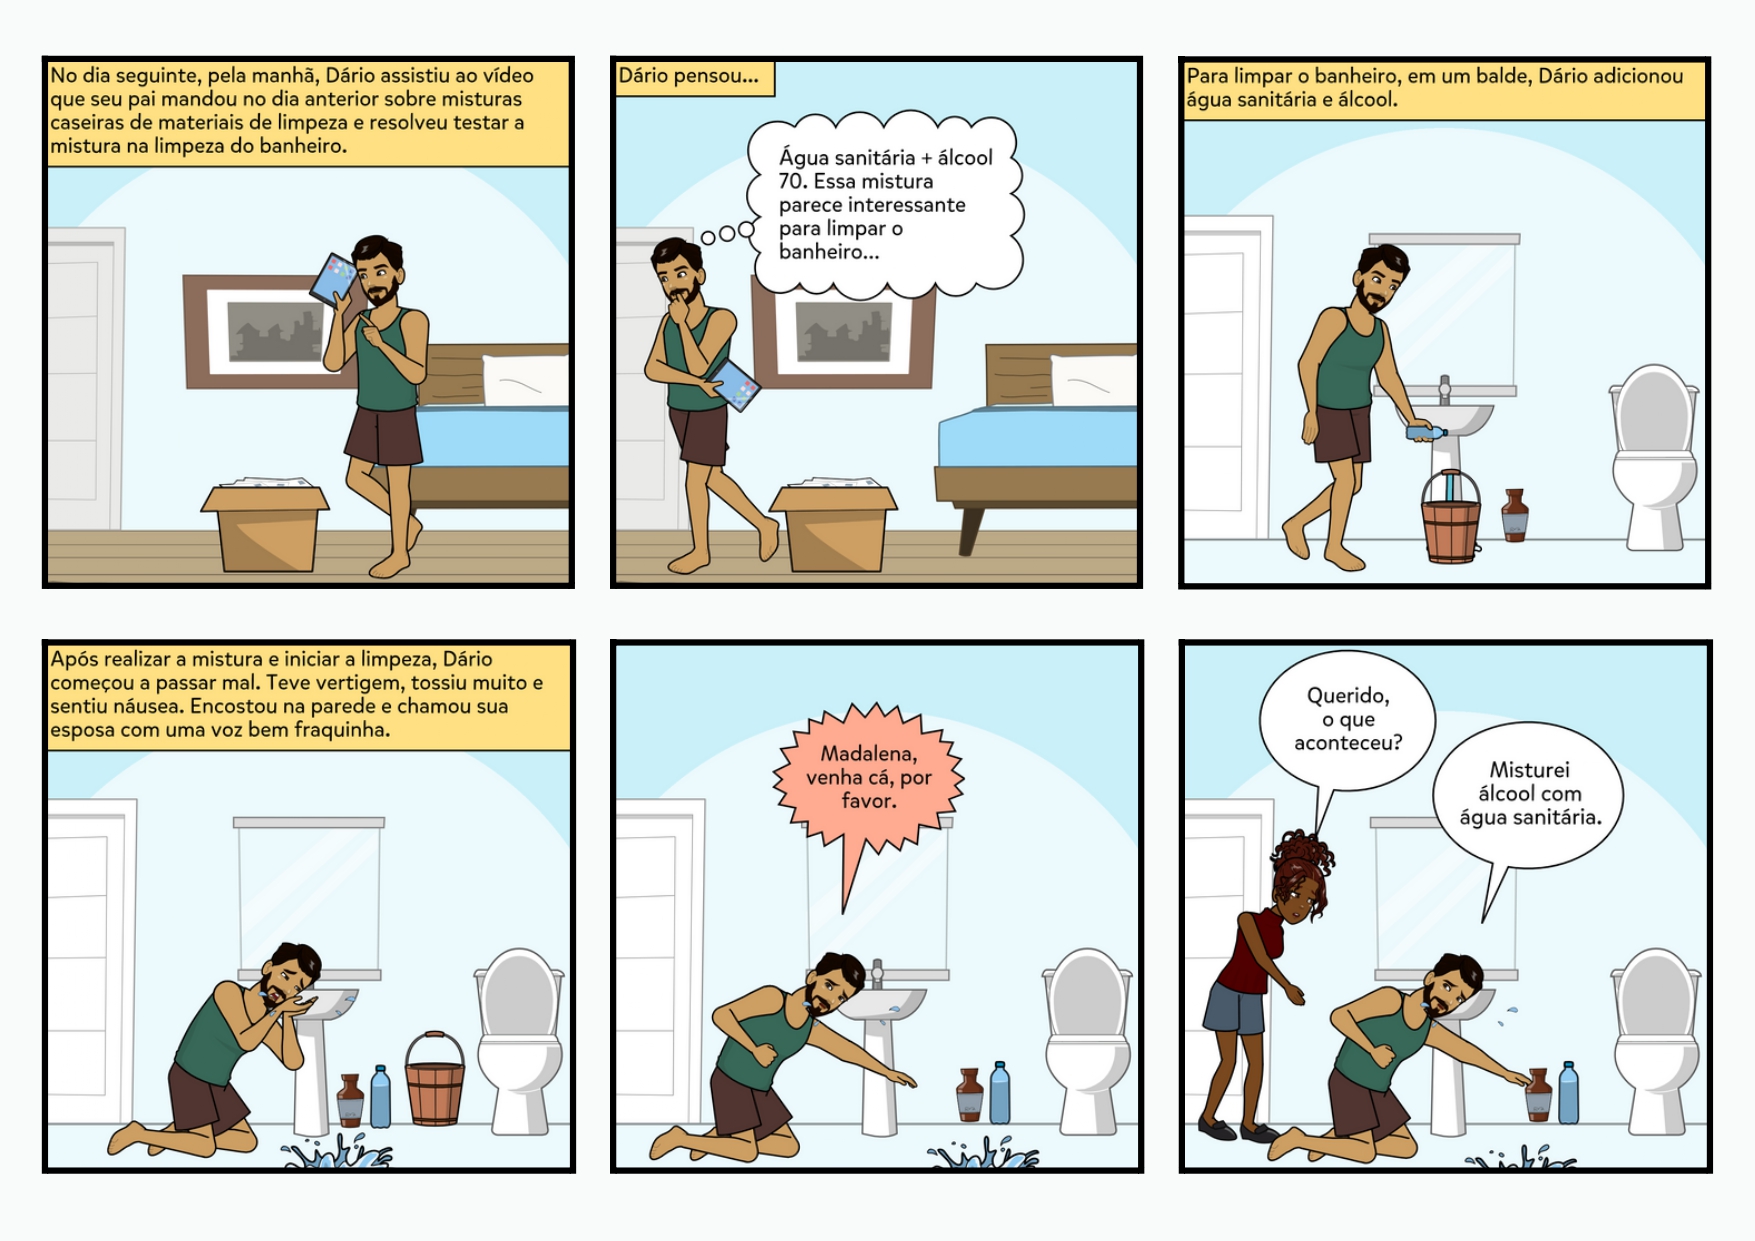 No dia seguinte, pela manhã, Dário assistiu ao vídeo
que seu pai mandou no dia anterior sobre misturas
caseiras de materiais de limpeza e resolveu testar a
mistura na limpeza do banheiro.
Dário pensou...
Água sanitária + álcool
70. Essa mistura
parece interessante
para limpar o
banheiro...
Para limpar o banheiro, em um balde, Dário adicionou
água sanitária e álcool.
Após realizar a mistura e iniciar a limpeza, Dário
começou a passar mal. Teve vertigem, tossiu muito e
sentiu náusea. Encostou na parede e chamou sua
esposa com uma voz bem fraquinha.
Madalena,
venha cá, por
favor.
Querido,
o que
aconteceu?
Misturei
álcool com
água sanitária.